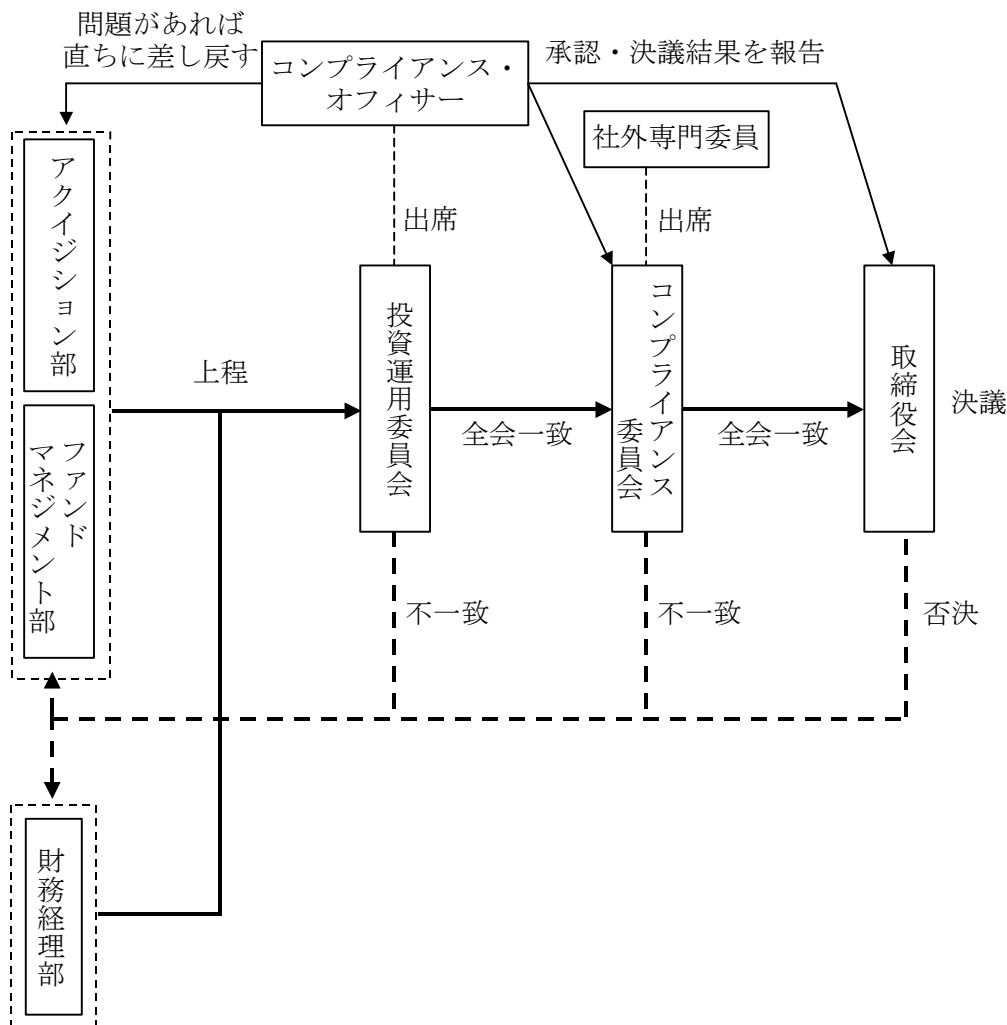 問題があれば
直ちに差し戻す
コンプライアンス・
オフィサー
承認・決議結果を報告
社外専門委員
出席
出席
アクイジション部
ファンド
マネジメント部
上程
投資運用委員会
全会一致
コンプライアンス
委員会
全会一致
取締役会
決議
不一致
不一致
否決
財務経理部